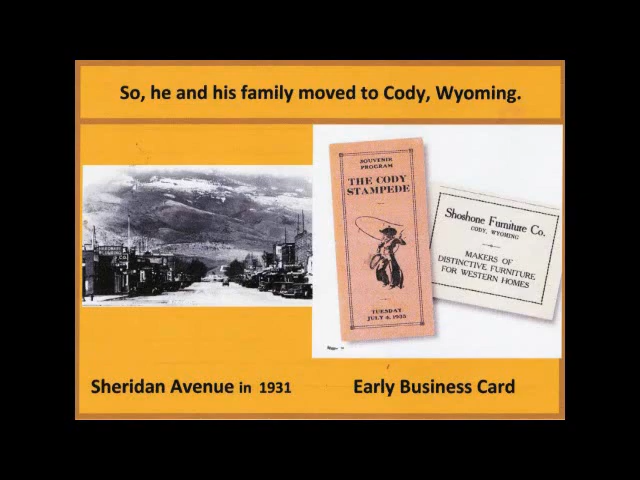 So, he and his family moved to Cody, Wyoming.
SOUVENIR
PROGRAM
THE CODY
STAMPEDE
TUESDAY
JULY 4, 1935
Shoshone Furniture Co.
CODY, WYOMING
MAKERS OF
DISTINCTIVE FURNITURE
FOR WESTERN HOMES
Sheridan Avenue in 1931
Early Business Card